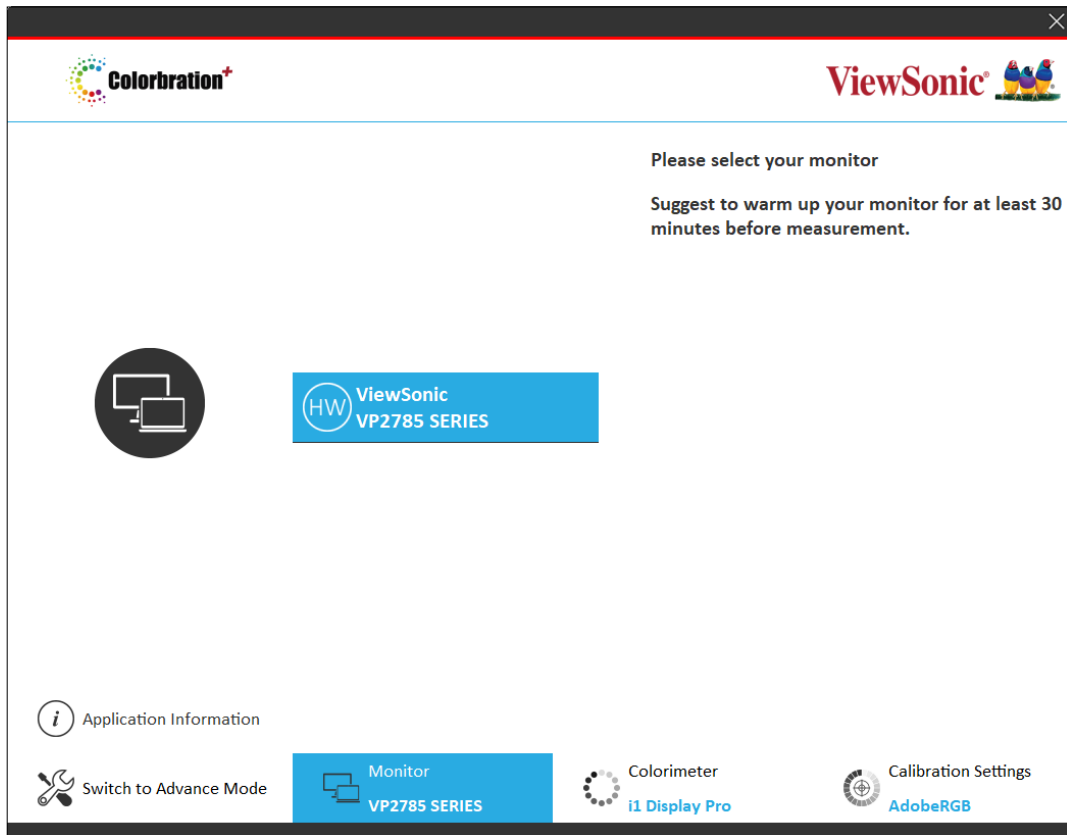 Colorbration+
ViewSonic®
Please select your monitor
Suggest to warm up your monitor for at least 30
minutes before measurement.
HW
ViewSonic
VP2785 SERIES
i
Application Information
Switch to Advance Mode
Monitor
VP2785 SERIES
Colorimeter
i1 Display Pro
Calibration Settings
AdobeRGB